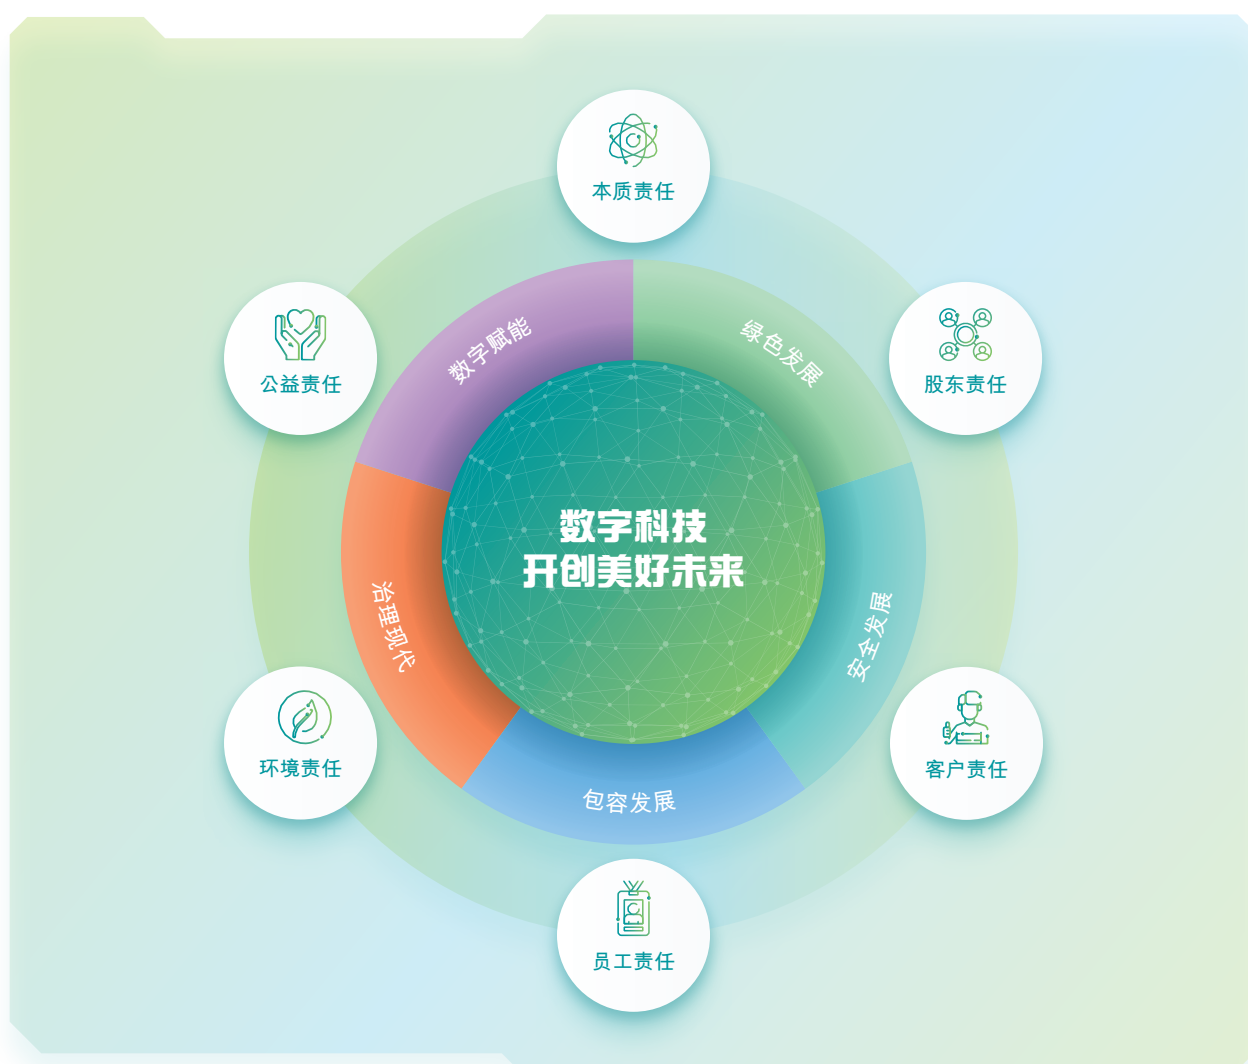 本质责任
公益责任
股东责任
数字赋能
绿色发展
数字科技
开创美好未来
治理现代
安全发展
包容发展
环境责任
客户责任
员工责任